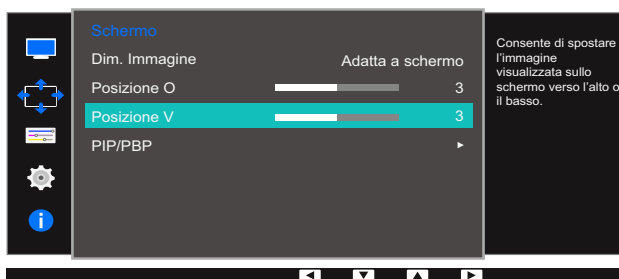 Schermo
Dim. Immagine Adatta a schermo
Posizione O 3
Posizione V 3
PIP/PBP
Consente di spostare
l'immagine
visualizzata sullo
schermo verso l'alto o
il basso.